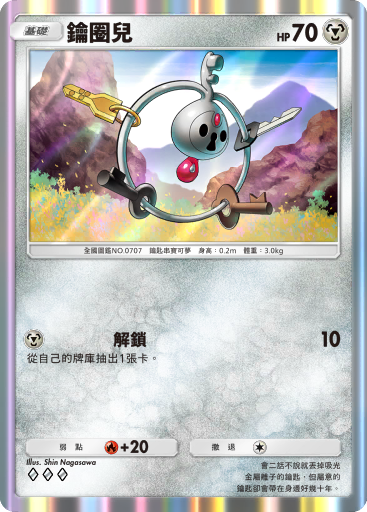 基礎 鑰圈兒 HP 70
全國圖鑑NO.0707 鑰匙串寶可夢 身高：0.2m 體重：3.0kg
解鎖 10
從自己的牌庫抽出1張卡。
弱點 +20 撤退
Illus. Shin Nagasawa
會二話不說就丟掉吸光
金屬離子的鑰匙，但屬意的
鑰匙卻會帶在身邊好幾十年。